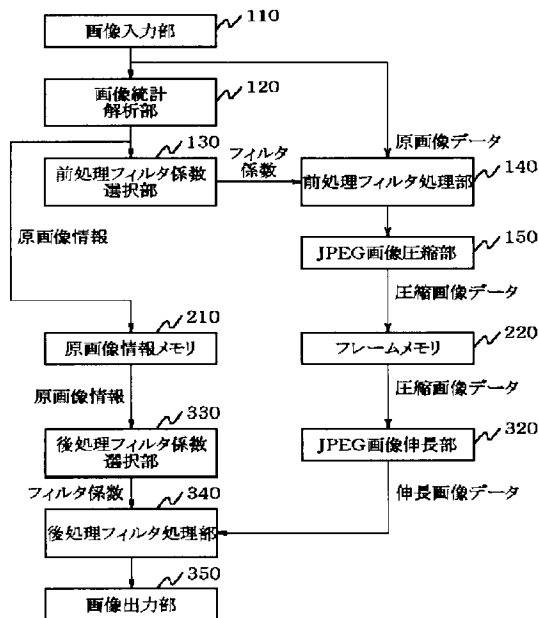 画像入力部
110
画像統計
解析部
120
130
フィルタ
係数
原画像データ
前処理フィルタ係数
選択部
140
前処理フィルタ処理部
原画像情報
150
JPEG画像圧縮部
圧縮画像データ
210
原画像情報メモリ
220
フレームメモリ
原画像情報
圧縮画像データ
330
後処理フィルタ係数
選択部
320
JPEG画像伸長部
フィルタ係数
340
伸長画像データ
後処理フィルタ処理部
350
画像出力部